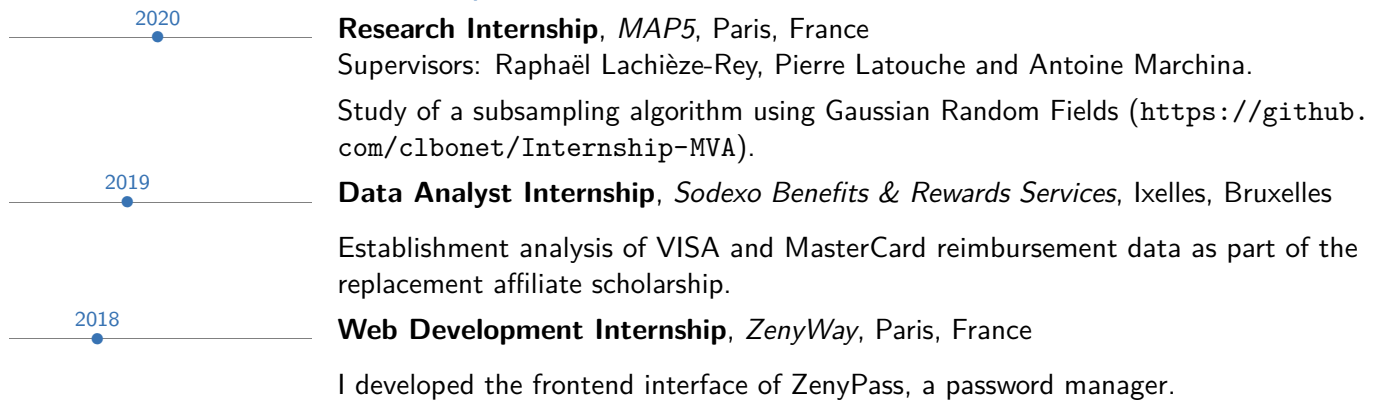 2020
Research Internship, MAP5, Paris, France
Supervisors: Raphaël Lachièze-Rey, Pierre Latouche and Antoine Marchina.
Study of a subsampling algorithm using Gaussian Random Fields (https://github.
com/clbonet/Internship-MVA).
2019
Data Analyst Internship, Sodexo Benefits & Rewards Services, Ixelles, Bruxelles
Establishment analysis of VISA and MasterCard reimbursement data as part of the
replacement affiliate scholarship.
2018
Web Development Internship, ZenyWay, Paris, France
I developed the frontend interface of ZenyPass, a password manager.